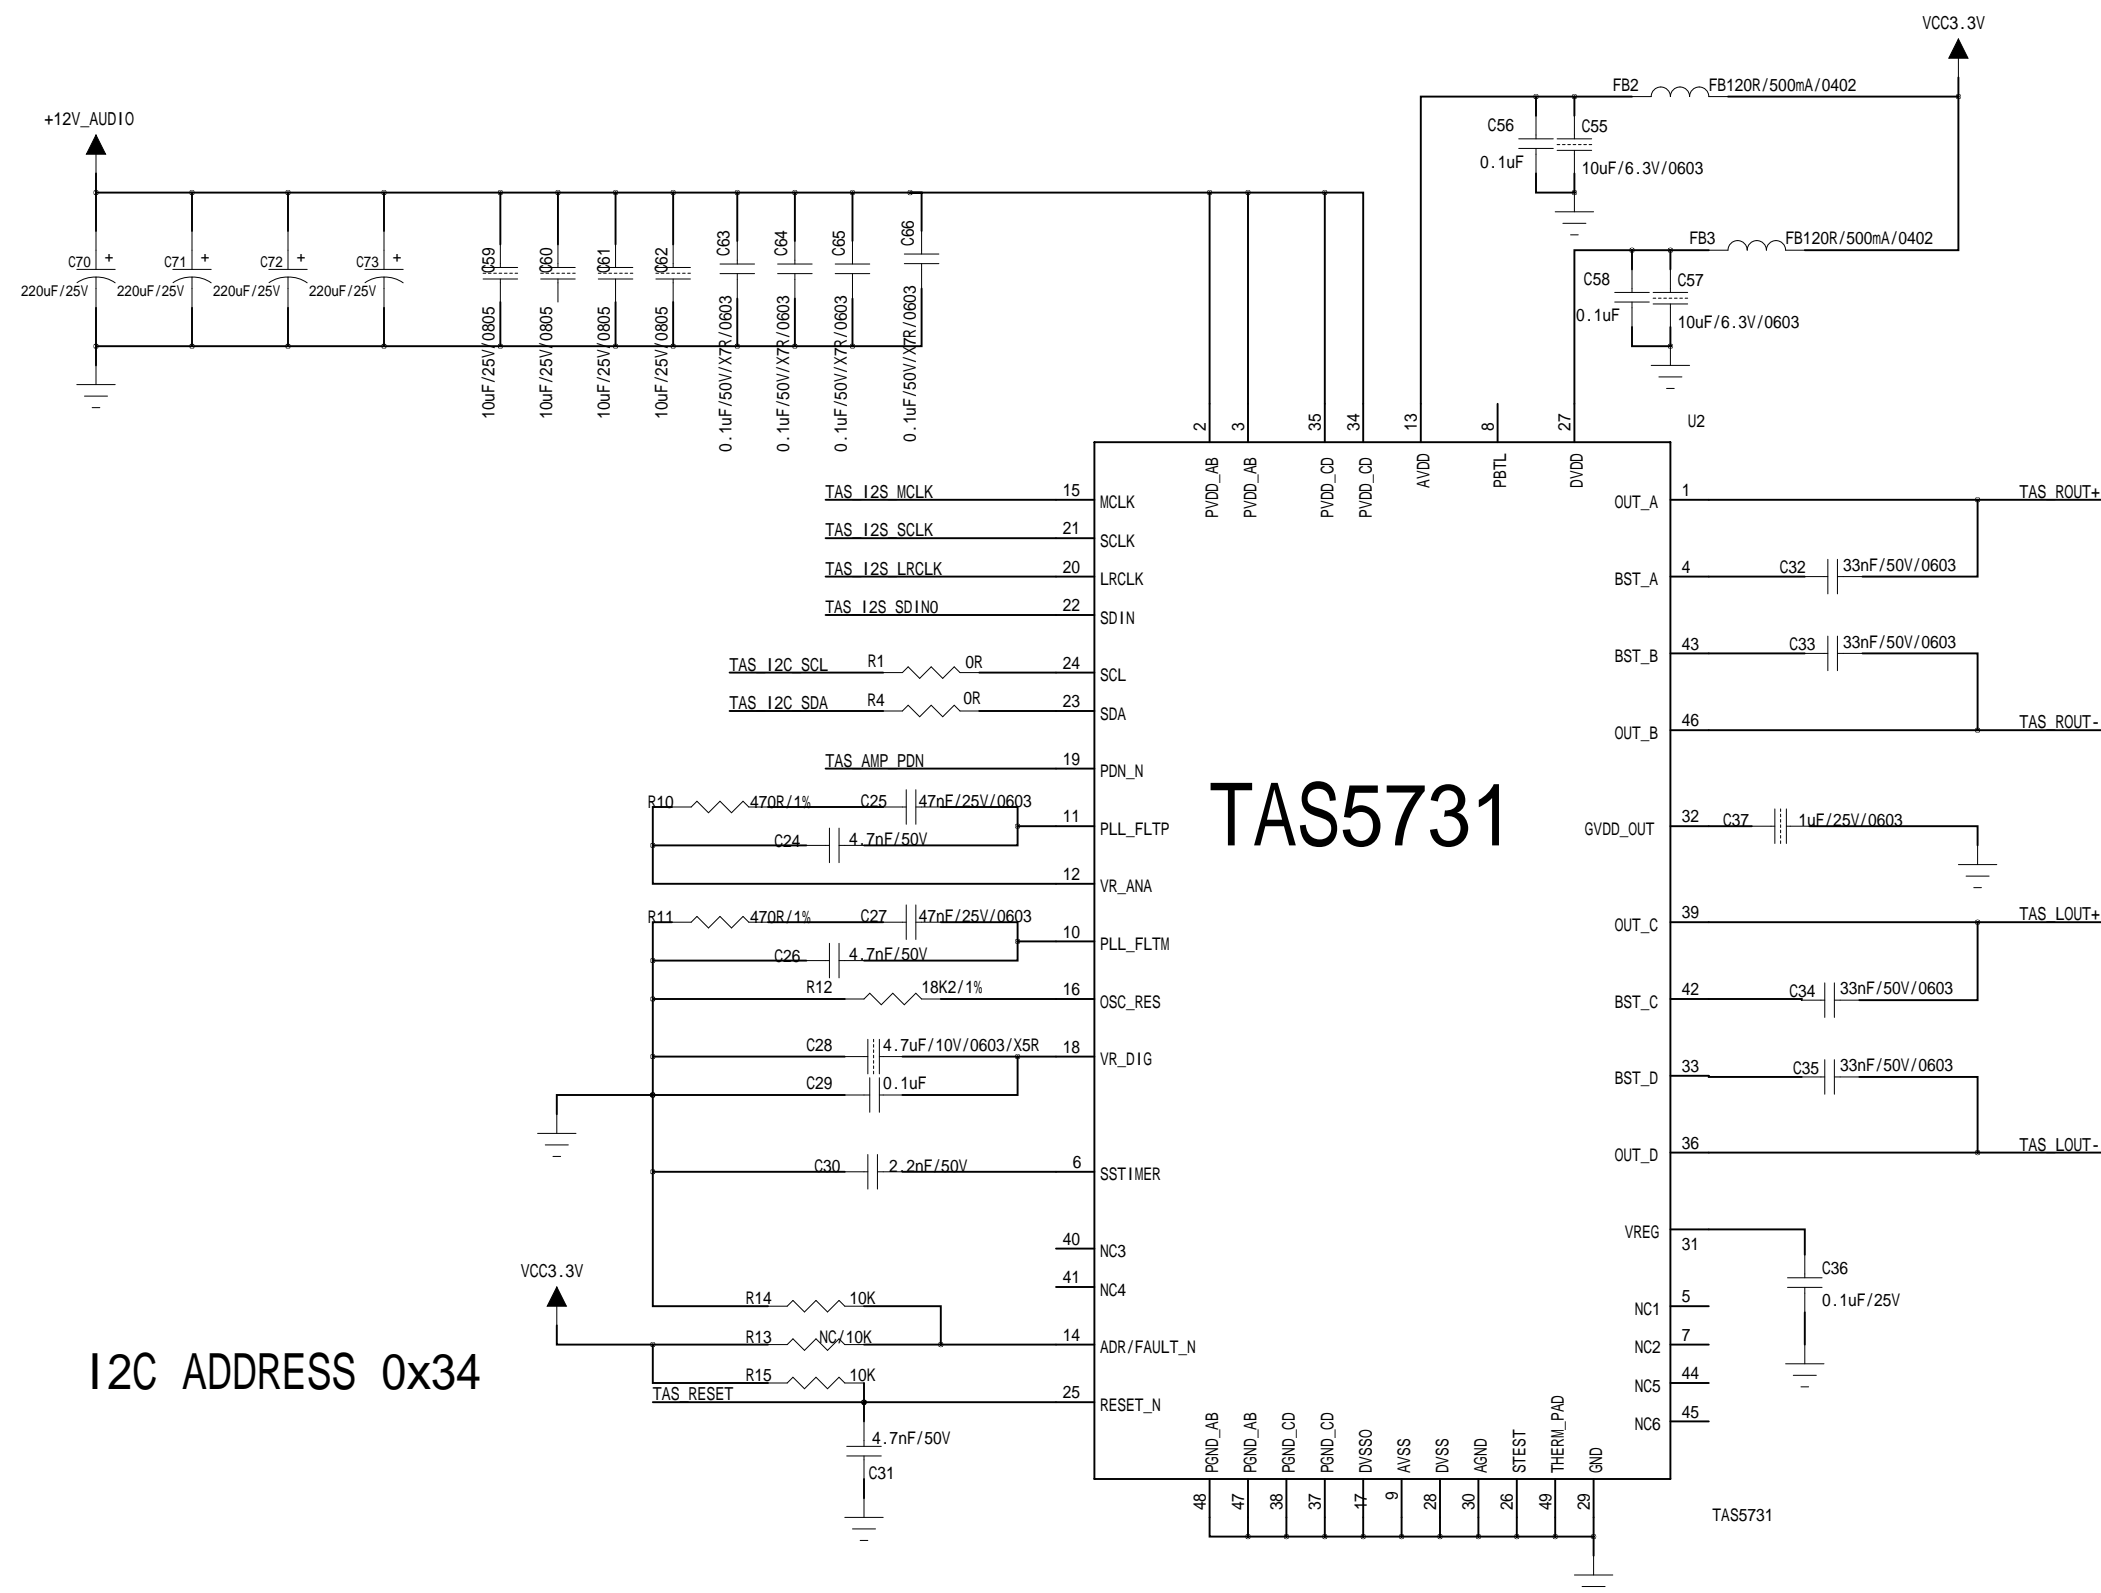 VCC3.3V
FB2 FB120R/500mA/0402
+12V_AUDIO
C56 C55
0.1uF 10uF/6.3V/0603
FB3 FB120R/500mA/0402
C70 + C71 + C72 + C73 + C59 C60 C61 C62 C63 C64 C65 C66
220uF/25V 220uF/25V 220uF/25V 220uF/25V
10uF/25V/0805 10uF/25V/0805 10uF/25V/0805 10uF/25V/0805 0.1uF/50V/X7R/0603 0.1uF/50V/X7R/0603 0.1uF/50V/X7R/0603 0.1uF/50V/X7R/0603
C58 C57
0.1uF 10uF/6.3V/0603
2 3 35 34 13 8 27 U2
PVDD_AB PVDD_AB PVDD_CD PVDD_CD AVDD PBTL DVDD
TAS_I2S_MCLK 15 MCLK
TAS_I2S_SCLK 21 SCLK
TAS_I2S_LRCLK 20 LRCLK
TAS_I2S_SDIN0 22 SDIN
TAS_I2C_SCL R1 0R 24 SCL
TAS_I2C_SDA R4 0R 23 SDA
TAS_AMP_PDN 19 PDN_N
R10 470R/1% C25 47nF/25V/0603
11 PLL_FLTP
C24 4.7nF/50V
12 VR_ANA
R11 470R/1% C27 47nF/25V/0603
10 PLL_FLTM
C26 4.7nF/50V
R12 18K2/1% 16 OSC_RES
C28 4.7uF/10V/0603/X5R 18 VR_DIG
C29 0.1uF
C30 2.2nF/50V 6 SSTIMER
40 NC3
41 NC4
VCC3.3V
R14 10K
R13 NC/10K 14 ADR/FAULT_N
R15 10K
TAS_RESET 25 RESET_N
4.7nF/50V
C31
I2C ADDRESS 0x34
TAS5731
OUT_A 1 TAS_ROUT+
BST_A 4 C32 33nF/50V/0603
BST_B 43 C33 33nF/50V/0603
OUT_B 46 TAS_ROUT-
GVDD_OUT 32 C37 1uF/25V/0603
OUT_C 39 TAS_LOUT+
BST_C 42 C34 33nF/50V/0603
BST_D 33 C35 33nF/50V/0603
OUT_D 36 TAS_LOUT-
VREG 31
C36
0.1uF/25V
NC1 5
NC2 7
NC5 44
NC6 45
PGND_AB PGND_AB PGND_CD PGND_CD DVSSO AVSS DVSS AGND STEST THERM_PAD GND
48 47 38 37 17 9 28 30 26 49 29
TAS5731